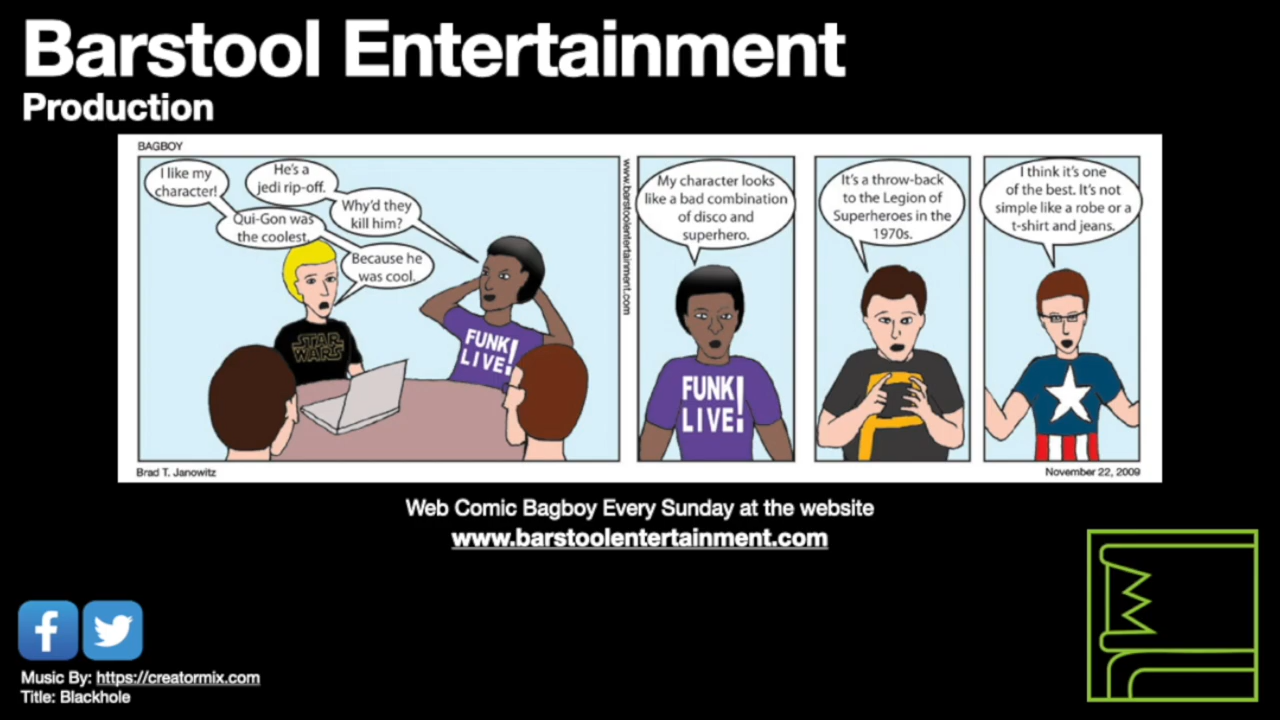 Barstool Entertainment
Production
BAGBOY
I like my
character!
He's a
jedi rip-off.
Qui-Gon was
the coolest.
Why'd they
kill him?
Because he
was cool.
STAR
WARS
FUNK
LIVE!
www.barstoolentertainment.com
My character looks
like a bad combination
of disco and
superhero.
FUNK
LIVE!
It's a throw-back
to the Legion of
Superheroes in the
1970s.
I think it's one
of the best. It's not
simple like a robe or a
t-shirt and jeans.
Brad T. Janowitz
November 22, 2009
Web Comic Bagboy Every Sunday at the website
www.barstoolentertainment.com
Music By: https://creatormix.com
Title: Blackhole